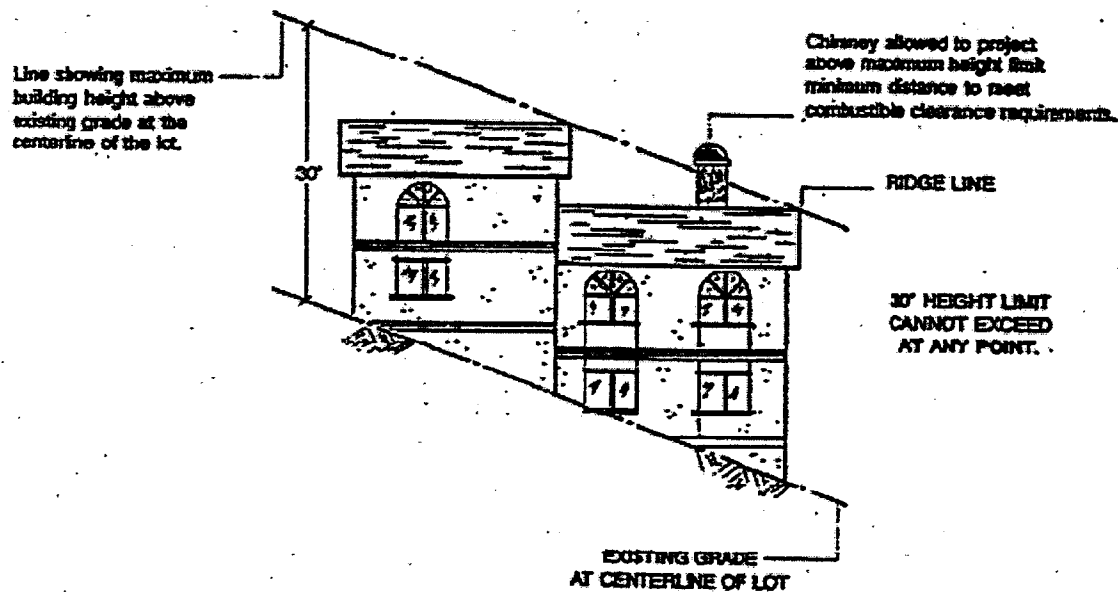 Line showing maximum
building height above
existing grade at the
centerline of the lot.
30'
Chimney allowed to project
above maximum height limit
minimum distance to meet
combustible clearance requirements.
RIDGE LINE
30' HEIGHT LIMIT
CANNOT EXCEED
AT ANY POINT.
EXISTING GRADE
AT CENTERLINE OF LOT